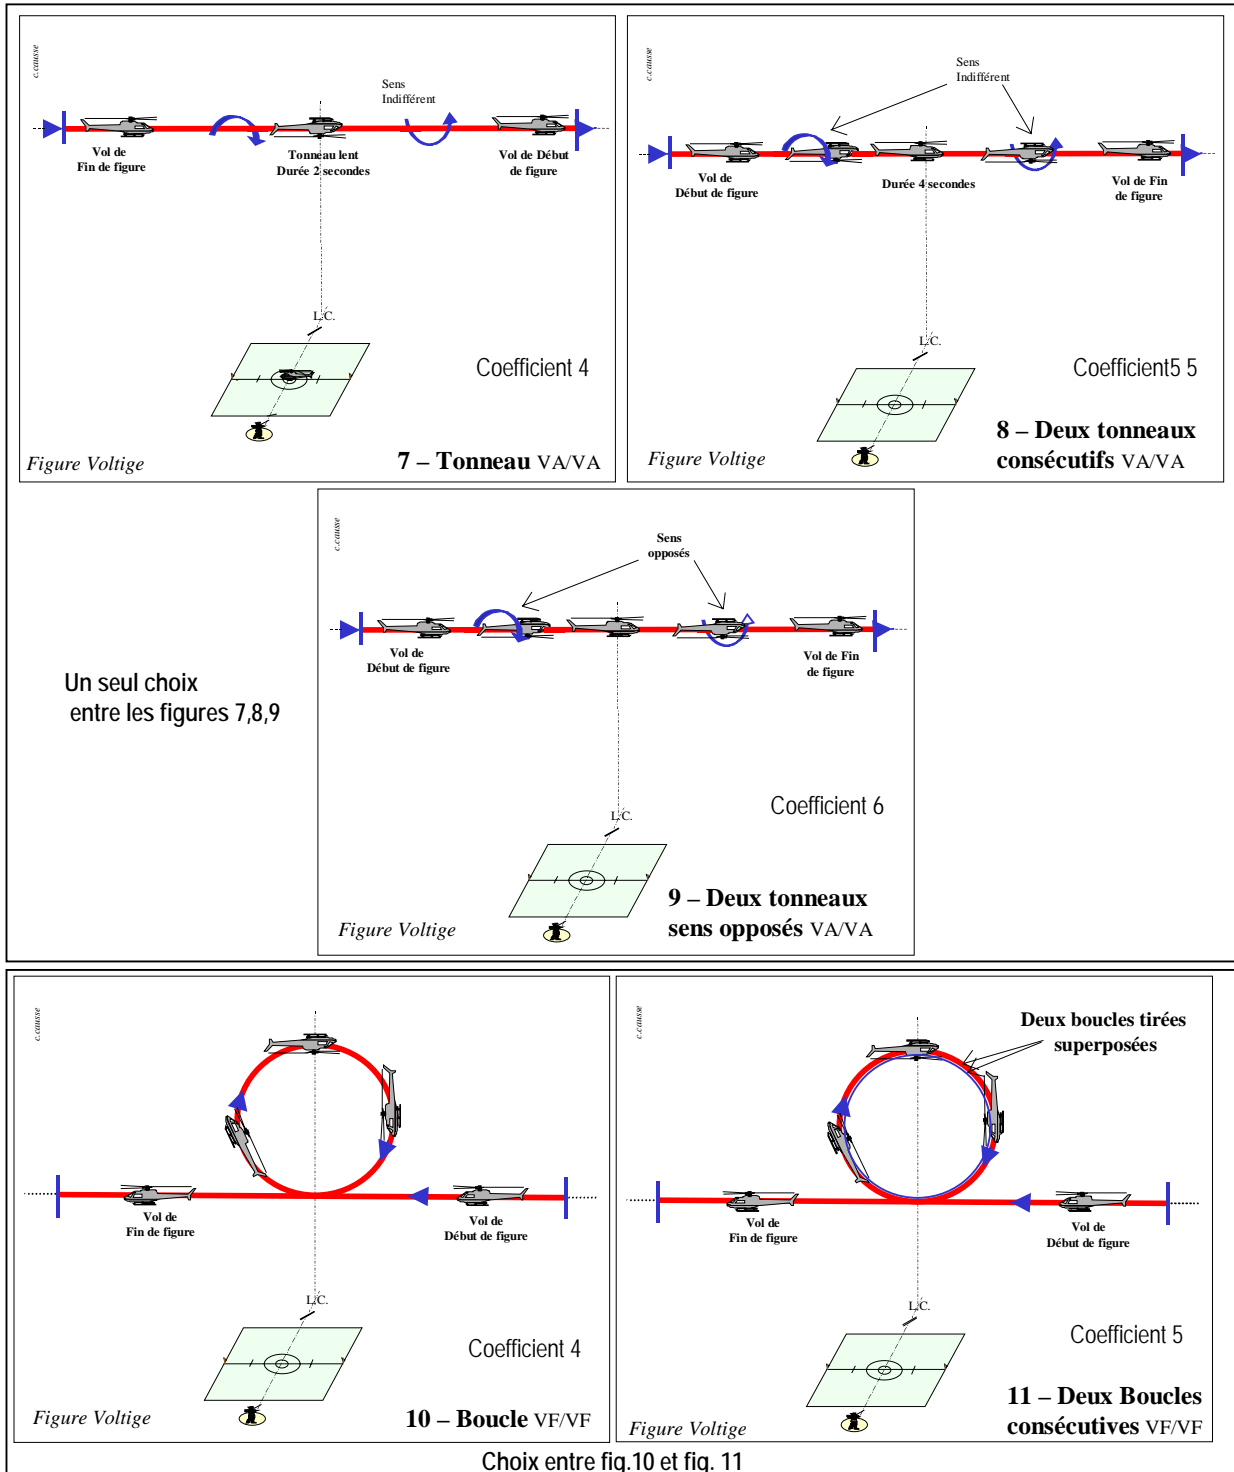 c.causse
Sens
Indifférent
Vol de
Fin de figure
Tonneau lent
Durée 2 secondes
Vol de Début
de figure
L.C.
Coefficient 4
Figure Voltige
7 – Tonneau VA/VA
c.causse
Sens
Indifférent
Vol de
Début de figure
Durée 4 secondes
Vol de Fin
de figure
L.C.
Coefficient5 5
Figure Voltige
8 – Deux tonneaux
consécutifs VA/VA
c.causse
Sens
opposés
Vol de
Début de figure
Vol de Fin
de figure
Un seul choix
entre les figures 7,8,9
L.C.
Coefficient 6
Figure Voltige
9 – Deux tonneaux
sens opposés VA/VA
c.causse
Vol de
Fin de figure
Vol de
Début de figure
L.C.
Coefficient 4
Figure Voltige
10 – Boucle VF/VF
c.causse
Deux boucles tirées
superposées
Vol de
Fin de figure
Vol de
Début de figure
L.C.
Coefficient 5
Figure Voltige
11 – Deux Boucles
consécutives VF/VF
Choix entre fig.10 et fig. 11